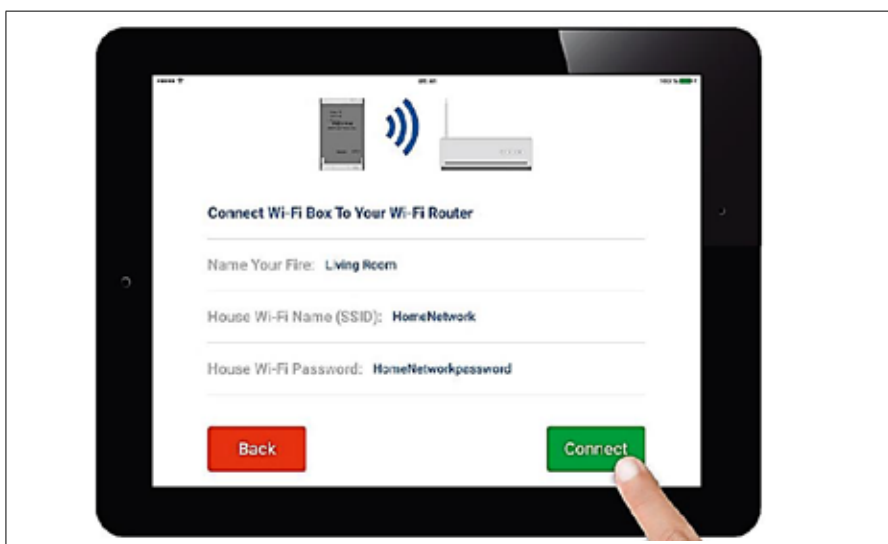 Connect Wi-Fi Box To Your Wi-Fi Router
Name Your Fire: Living Room
House Wi-Fi Name (SSID): HomeNetwork
House Wi-Fi Password: HomeNetworkpassword
Back
Connect